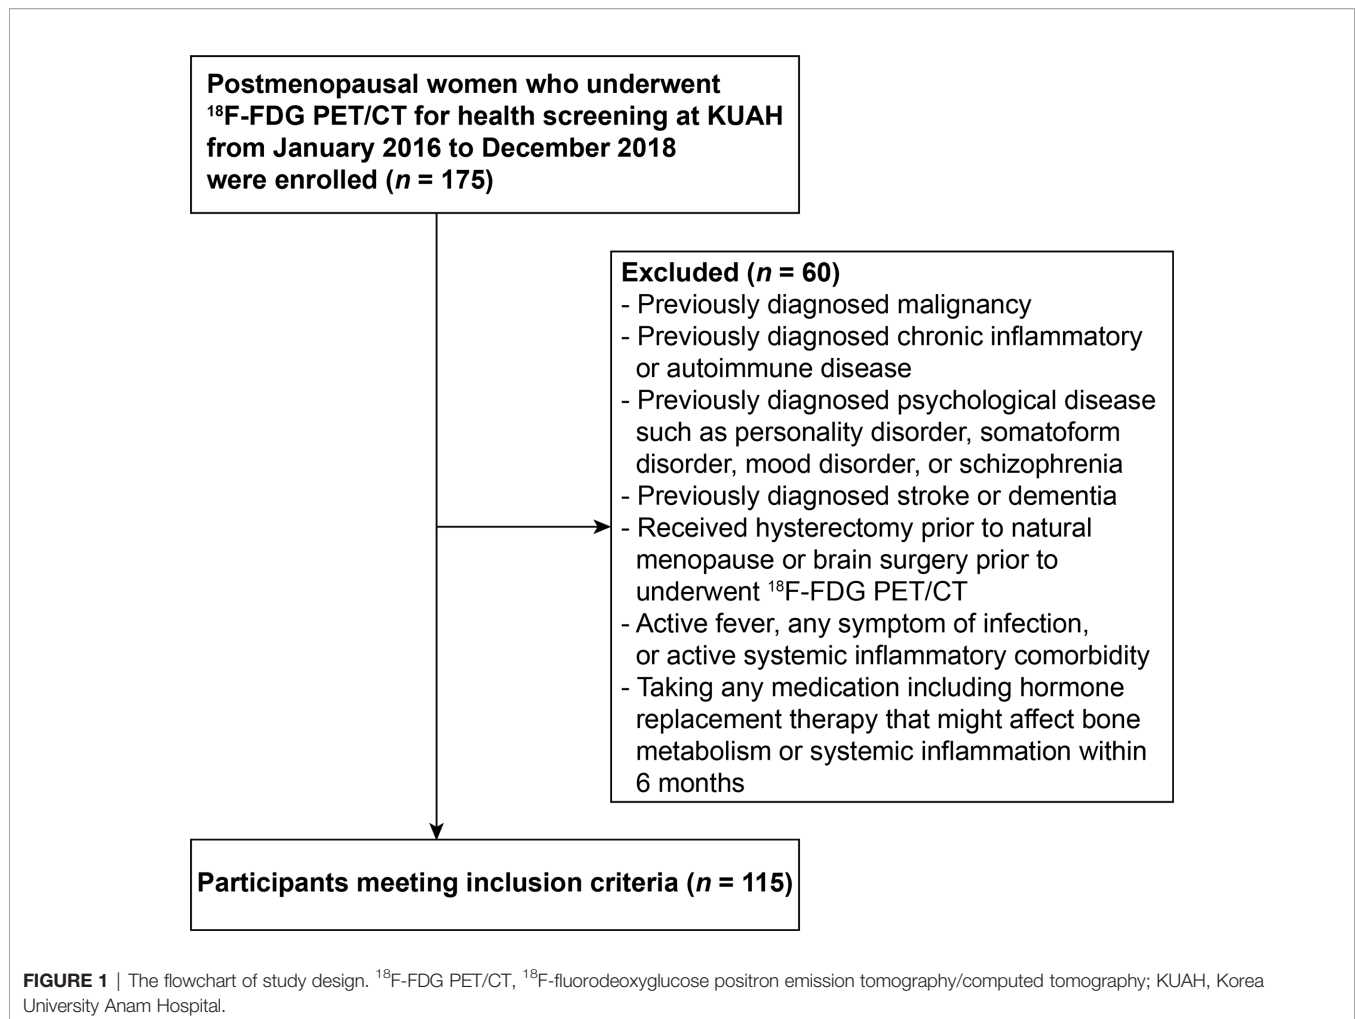 Postmenopausal women who underwent
¹⁸F-FDG PET/CT for health screening at KUAH
from January 2016 to December 2018
were enrolled (n = 175)
Excluded (n = 60)
- Previously diagnosed malignancy
- Previously diagnosed chronic inflammatory
or autoimmune disease
- Previously diagnosed psychological disease
such as personality disorder, somatoform
disorder, mood disorder, or schizophrenia
- Previously diagnosed stroke or dementia
- Received hysterectomy prior to natural
menopause or brain surgery prior to
underwent ¹⁸F-FDG PET/CT
- Active fever, any symptom of infection,
or active systemic inflammatory comorbidity
- Taking any medication including hormone
replacement therapy that might affect bone
metabolism or systemic inflammation within
6 months
Participants meeting inclusion criteria (n = 115)
FIGURE 1 | The flowchart of study design. ¹⁸F-FDG PET/CT, ¹⁸F-fluorodeoxyglucose positron emission tomography/computed tomography; KUAH, Korea
University Anam Hospital.